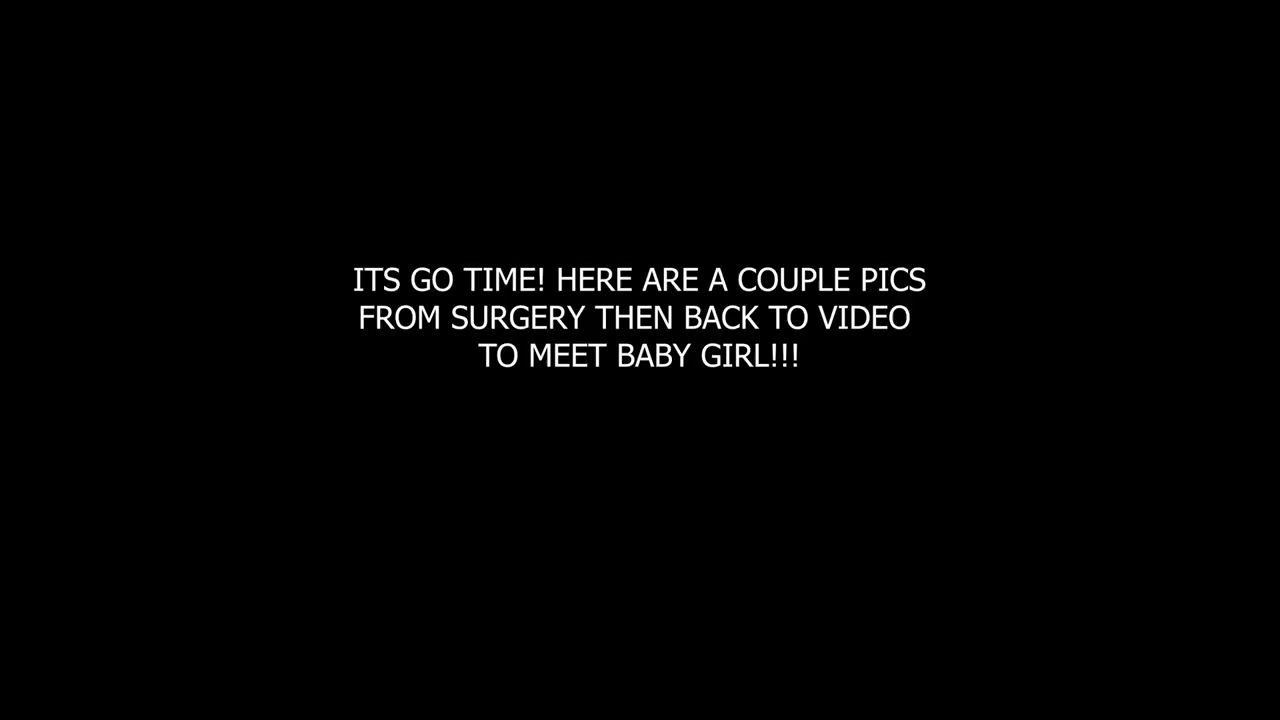 ITS GO TIME! HERE ARE A COUPLE PICS
FROM SURGERY THEN BACK TO VIDEO
TO MEET BABY GIRL!!!